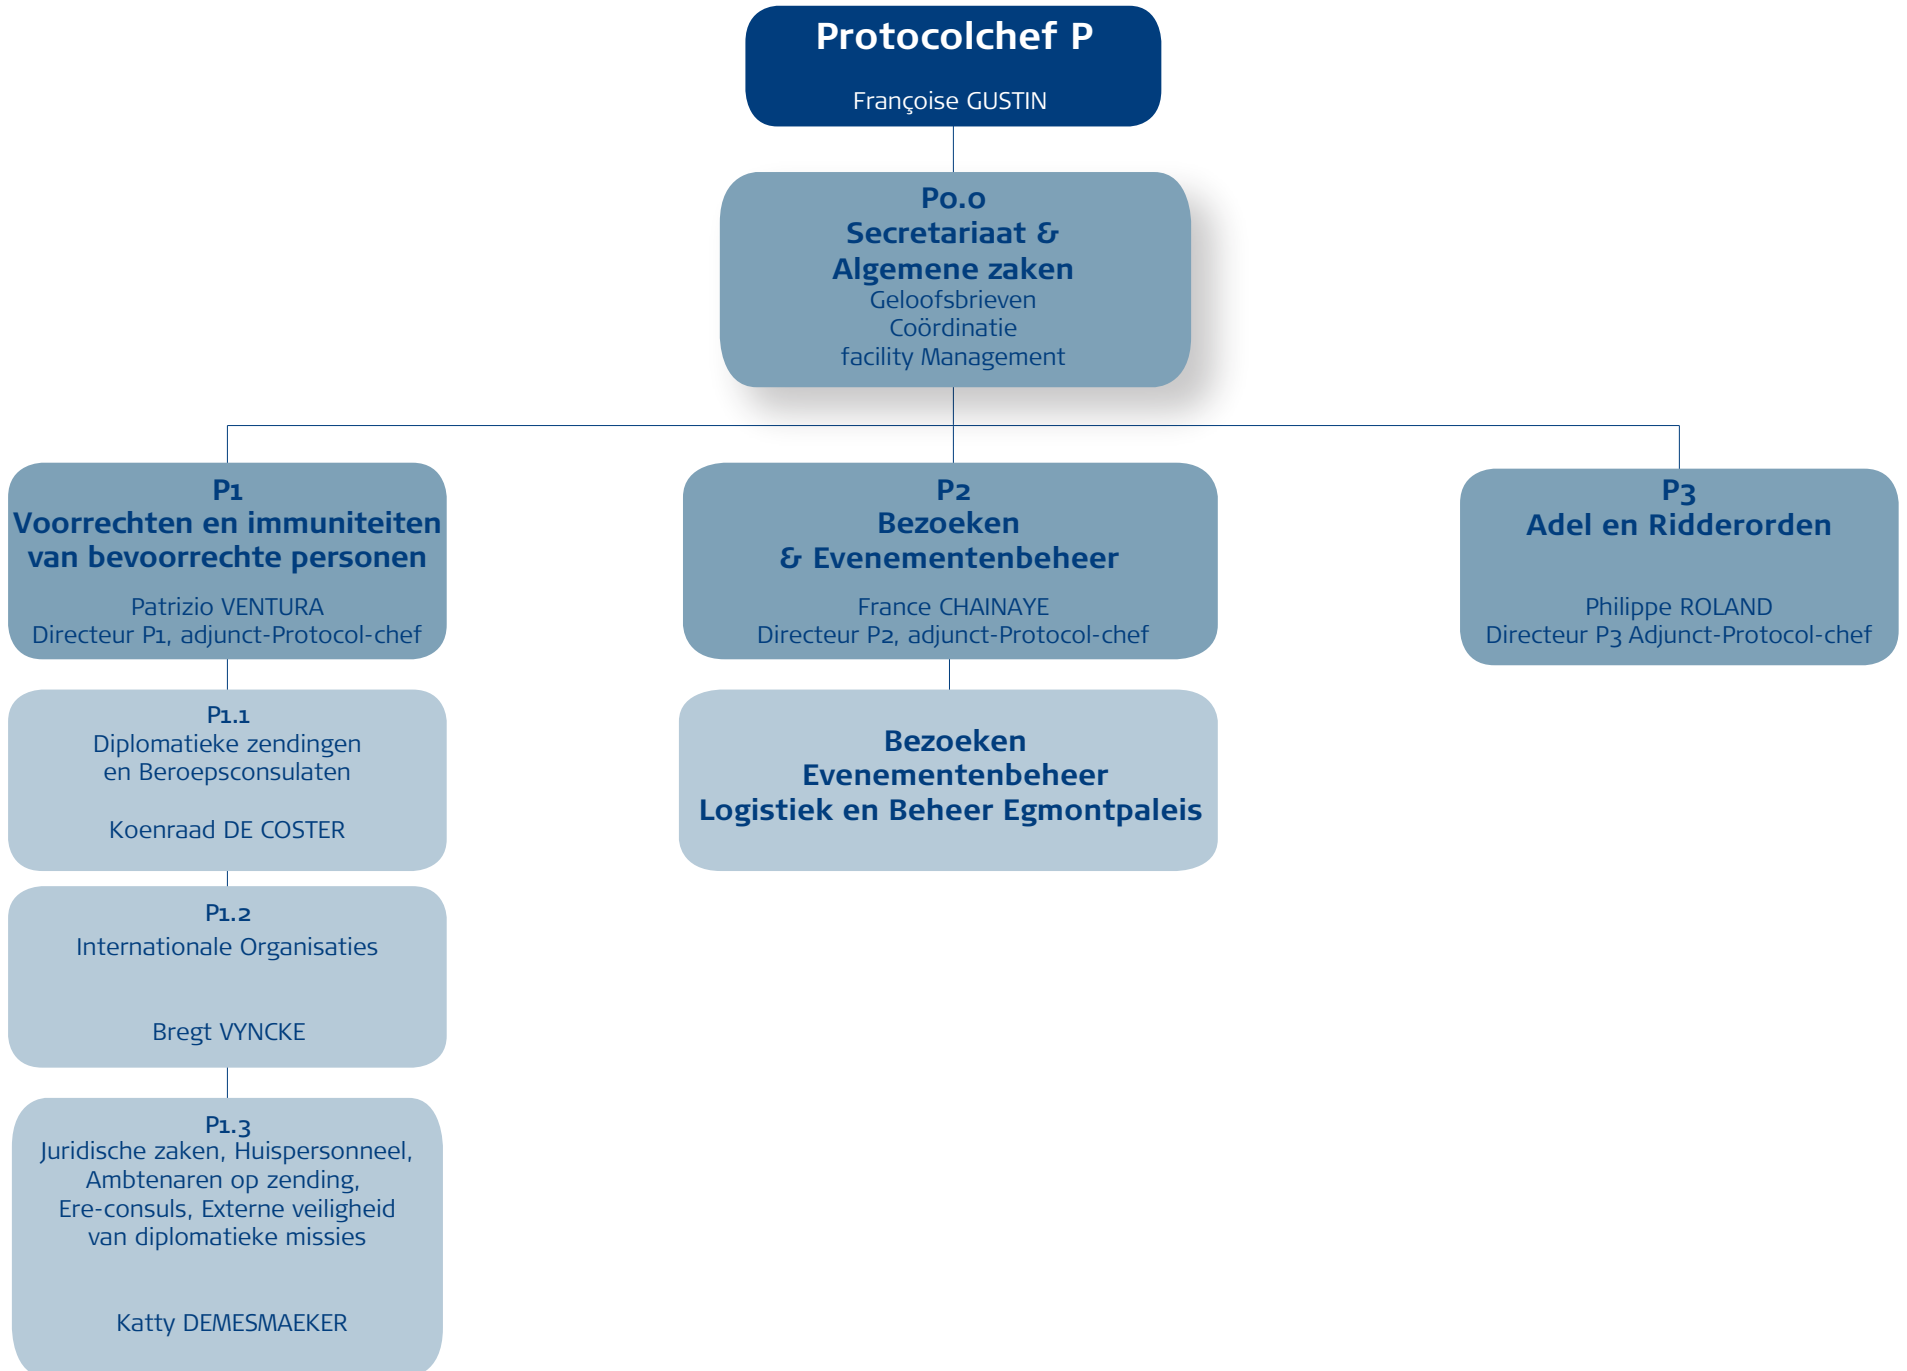 Protocolchef P
Françoise GUSTIN
P0.0
Secretariaat &
Algemene zaken
Geloofsbrieven
Coördinatie
facility Management
P1
Voorrechten en immuniteiten
van bevoorrechte personen
Patrizio VENTURA
Directeur P1, adjunct-Protocol-chef
P2
Bezoeken
& Evenementenbeheer
France CHAINAYE
Directeur P2, adjunct-Protocol-chef
P3
Adel en Ridderorden
Philippe ROLAND
Directeur P3 Adjunct-Protocol-chef
P1.1
Diplomatieke zendingen
en Beroepsconsulaten
Koenraad DE COSTER
Bezoeken
Evenementenbeheer
Logistiek en Beheer Egmontpaleis
P1.2
Internationale Organisaties
Bregt VYNCKE
P1.3
Juridische zaken, Huispersonneel,
Ambtenaren op zending,
Ere-consuls, Externe veiligheid
van diplomatieke missies
Katty DEMESMAEKER